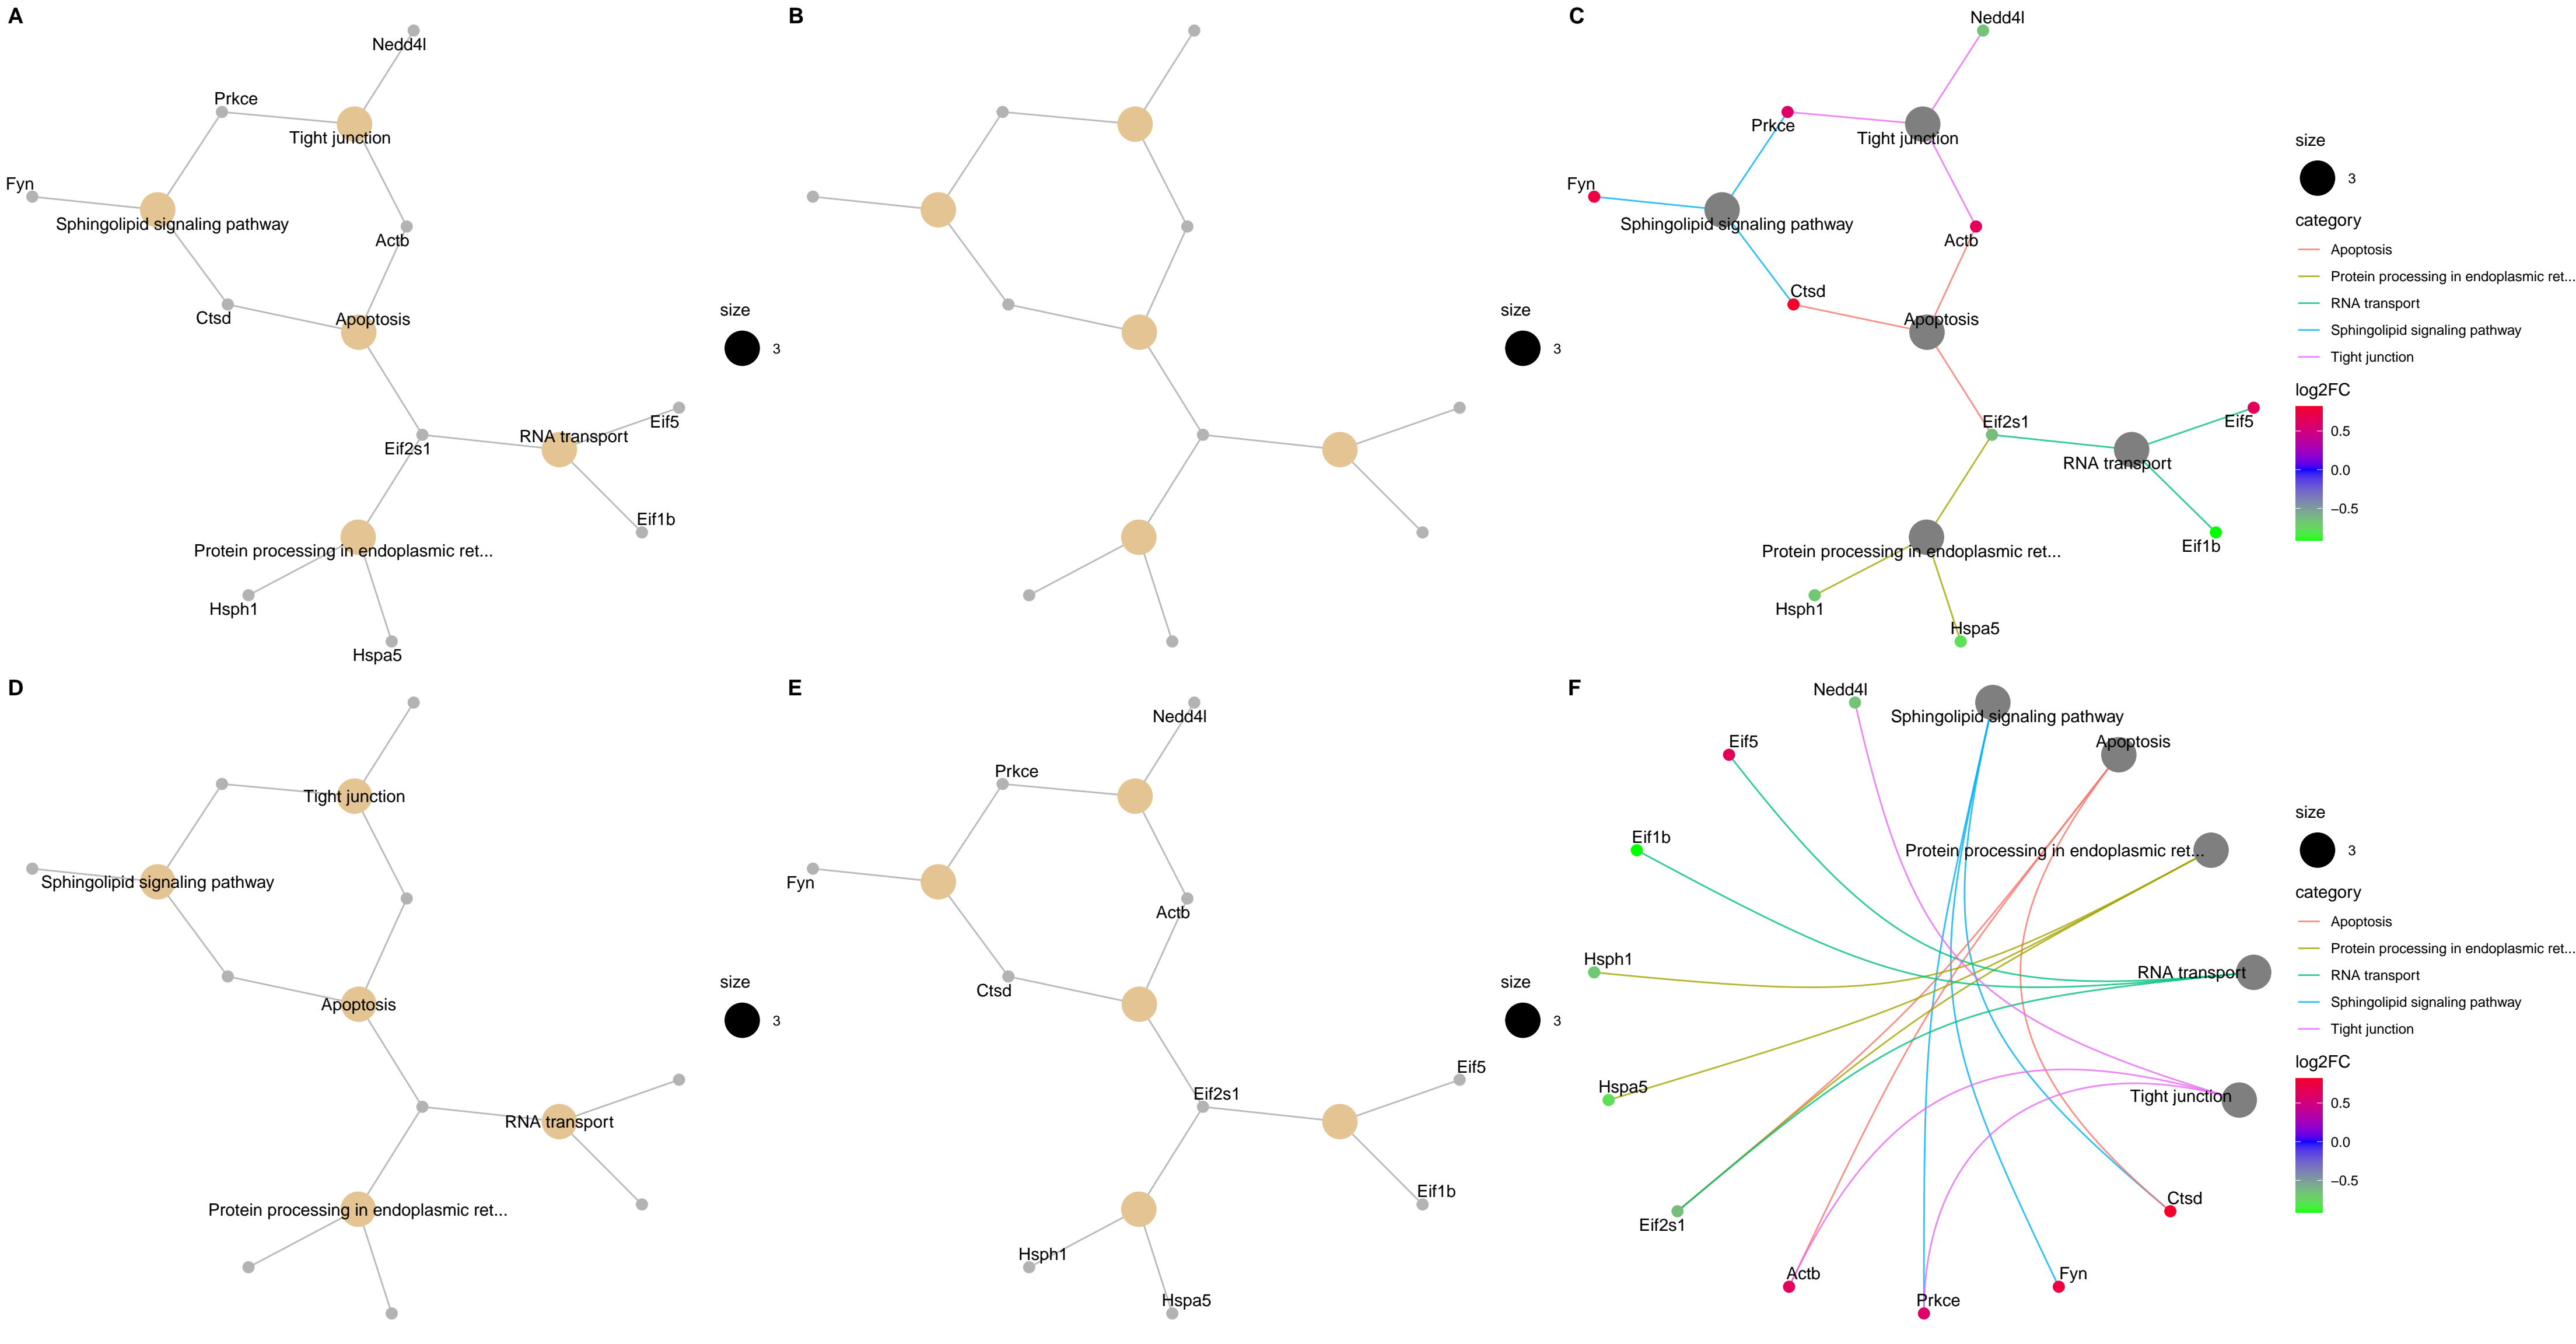 A
Nedd4l
Prkce
Tight junction
Fyn
Sphingolipid signaling pathway
Actb
Ctsd
Apoptosis
Eif2s1
RNA transport
Eif5
Eif1b
Protein processing in endoplasmic ret...
Hsph1
Hspa5
size
3
B
size
3
C
Nedd4l
Prkce
Tight junction
Fyn
Sphingolipid signaling pathway
Actb
Ctsd
Apoptosis
Eif2s1
Eif5
RNA transport
Eif1b
Protein processing in endoplasmic ret...
Hsph1
Hspa5
size
3
category
Apoptosis
Protein processing in endoplasmic ret...
RNA transport
Sphingolipid signaling pathway
Tight junction
log2FC
0.5
0.0
−0.5
D
Tight junction
Sphingolipid signaling pathway
Apoptosis
RNA transport
Protein processing in endoplasmic ret...
size
3
E
Nedd4l
Prkce
Fyn
Actb
Ctsd
Eif2s1
Eif5
Eif1b
Hsph1
Hspa5
size
3
F
Nedd4l
Sphingolipid signaling pathway
Eif5
Apoptosis
Eif1b
Protein processing in endoplasmic ret...
Hsph1
RNA transport
Hspa5
Tight junction
Eif2s1
Ctsd
Actb
Fyn
Prkce
size
3
category
Apoptosis
Protein processing in endoplasmic ret...
RNA transport
Sphingolipid signaling pathway
Tight junction
log2FC
0.5
0.0
−0.5